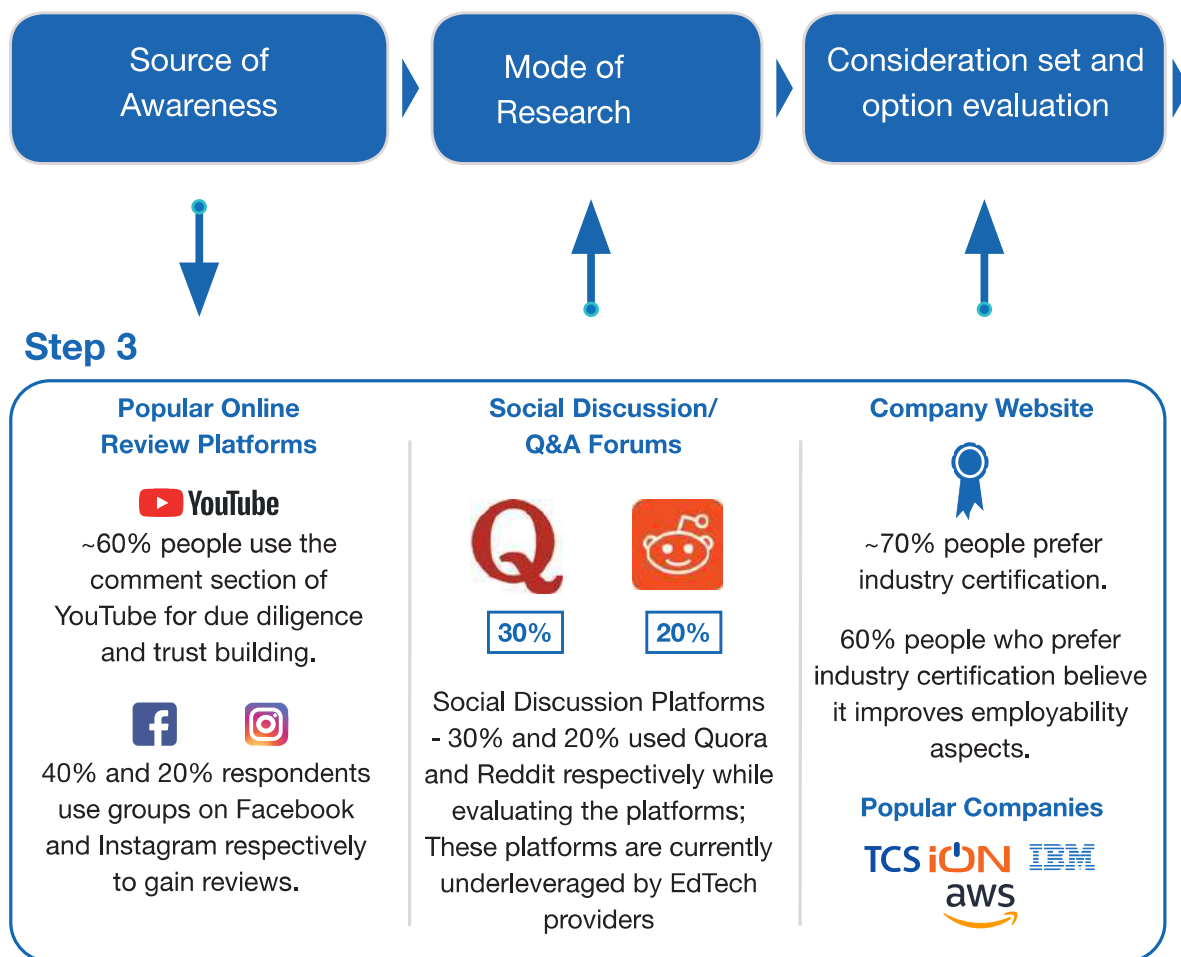 Source of
Awareness
Mode of
Research
Consideration set and
option evaluation
Step 3
Popular Online
Review Platforms
YouTube
~60% people use the
comment section of
YouTube for due diligence
and trust building.
40% and 20% respondents
use groups on Facebook
and Instagram respectively
to gain reviews.
Social Discussion/
Q&A Forums
Q
30%
20%
Social Discussion Platforms
- 30% and 20% used Quora
and Reddit respectively while
evaluating the platforms;
These platforms are currently
underleveraged by EdTech
providers
Company Website
~70% people prefer
industry certification.
60% people who prefer
industry certification believe
it improves employability
aspects.
Popular Companies
TCS iON IBM
aws